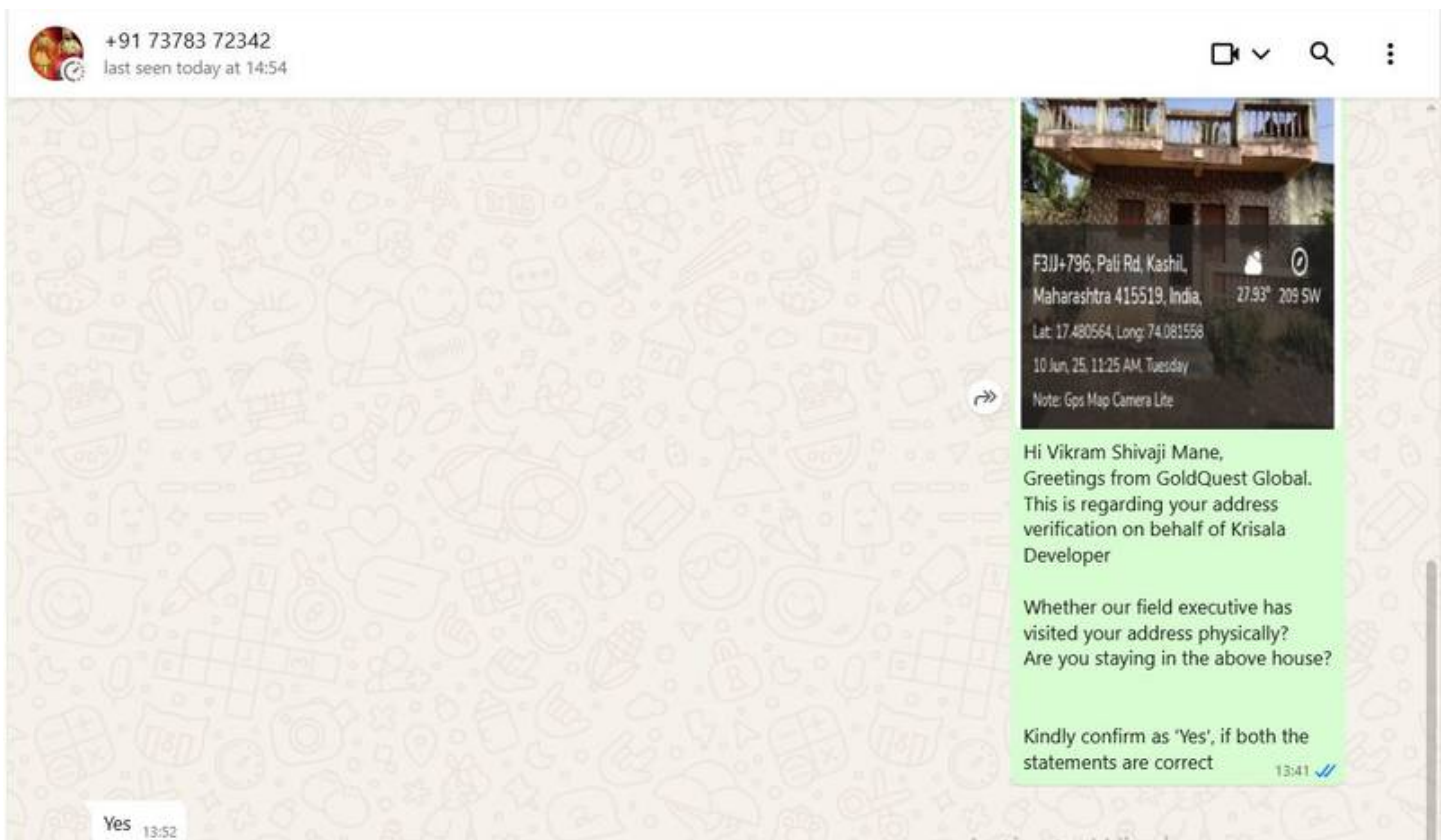 +91 73783 72342
last seen today at 14:54
F3JJ+796, Pali Rd, Kashil,
Maharashtra 415519, India,
27.93° 209 SW
Lat: 17.480564, Long: 74.081558
10 Jun, 25, 11:25 AM, Tuesday
Note: Gps Map Camera Lite
Hi Vikram Shivaji Mane,
Greetings from GoldQuest Global.
This is regarding your address
verification on behalf of Krisala
Developer
Whether our field executive has
visited your address physically?
Are you staying in the above house?
Kindly confirm as 'Yes', if both the
statements are correct
13:41
Yes 13:52